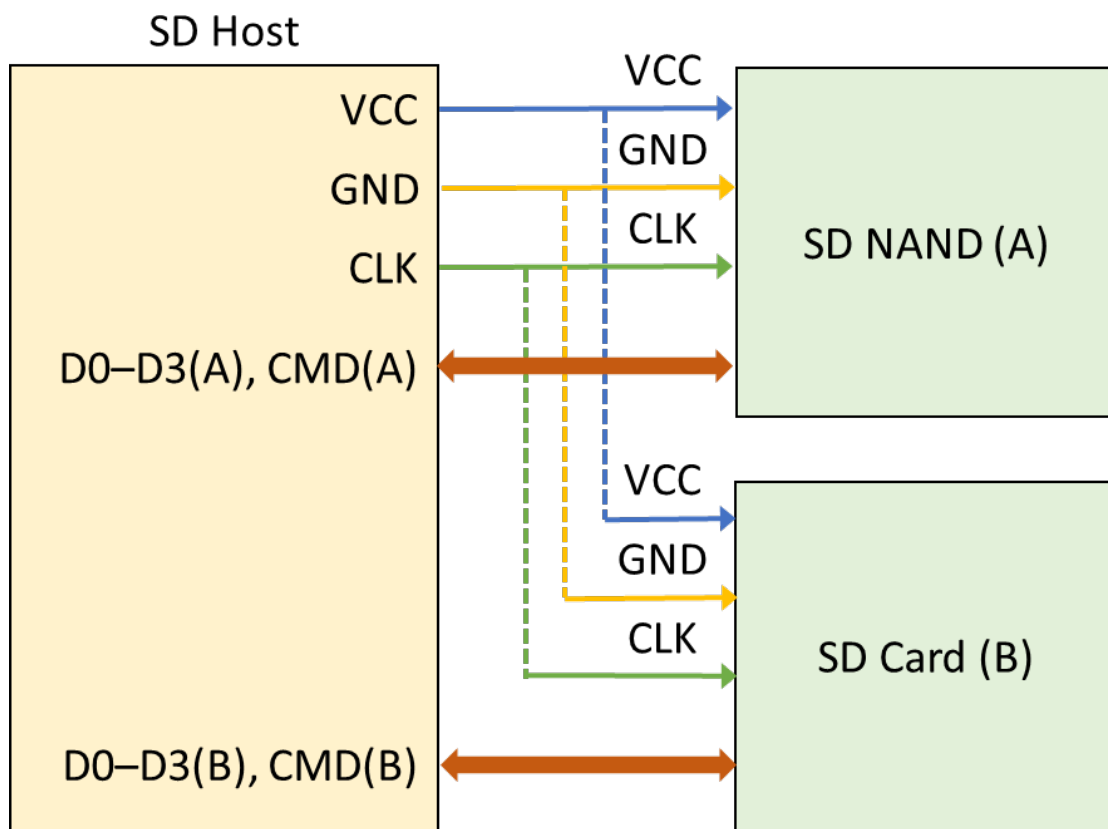 SD Host
VCC
GND
CLK
D0–D3(A), CMD(A)
D0–D3(B), CMD(B)
VCC
GND
CLK
SD NAND (A)
VCC
GND
CLK
SD Card (B)